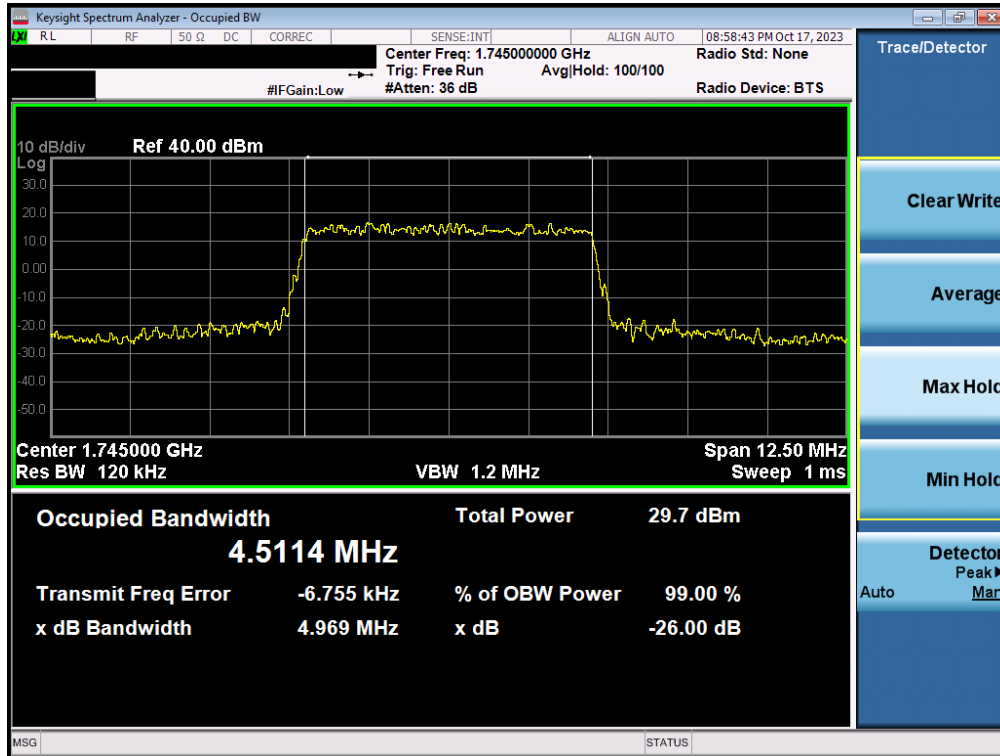 Keysight Spectrum Analyzer - Occupied BW
LXI RL RF 50 Ω DC CORREC SENSE:INT ALIGN AUTO 08:58:43 PM Oct 17, 2023
Center Freq: 1.745000000 GHz Radio Std: None
Trig: Free Run Avg|Hold: 100/100
#IFGain:Low #Atten: 36 dB Radio Device: BTS
Trace/Detector
10 dB/div Ref 40.00 dBm
Log
30.0
20.0
10.0
0.00
-10.0
-20.0
-30.0
-40.0
-50.0
Center 1.745000 GHz Span 12.50 MHz
Res BW 120 kHz VBW 1.2 MHz Sweep 1 ms
Clear Write
Average
Max Hold
Min Hold
Detector
Peak▶
Auto Man
Occupied Bandwidth Total Power 29.7 dBm
4.5114 MHz
Transmit Freq Error -6.755 kHz % of OBW Power 99.00 %
x dB Bandwidth 4.969 MHz x dB -26.00 dB
MSG STATUS